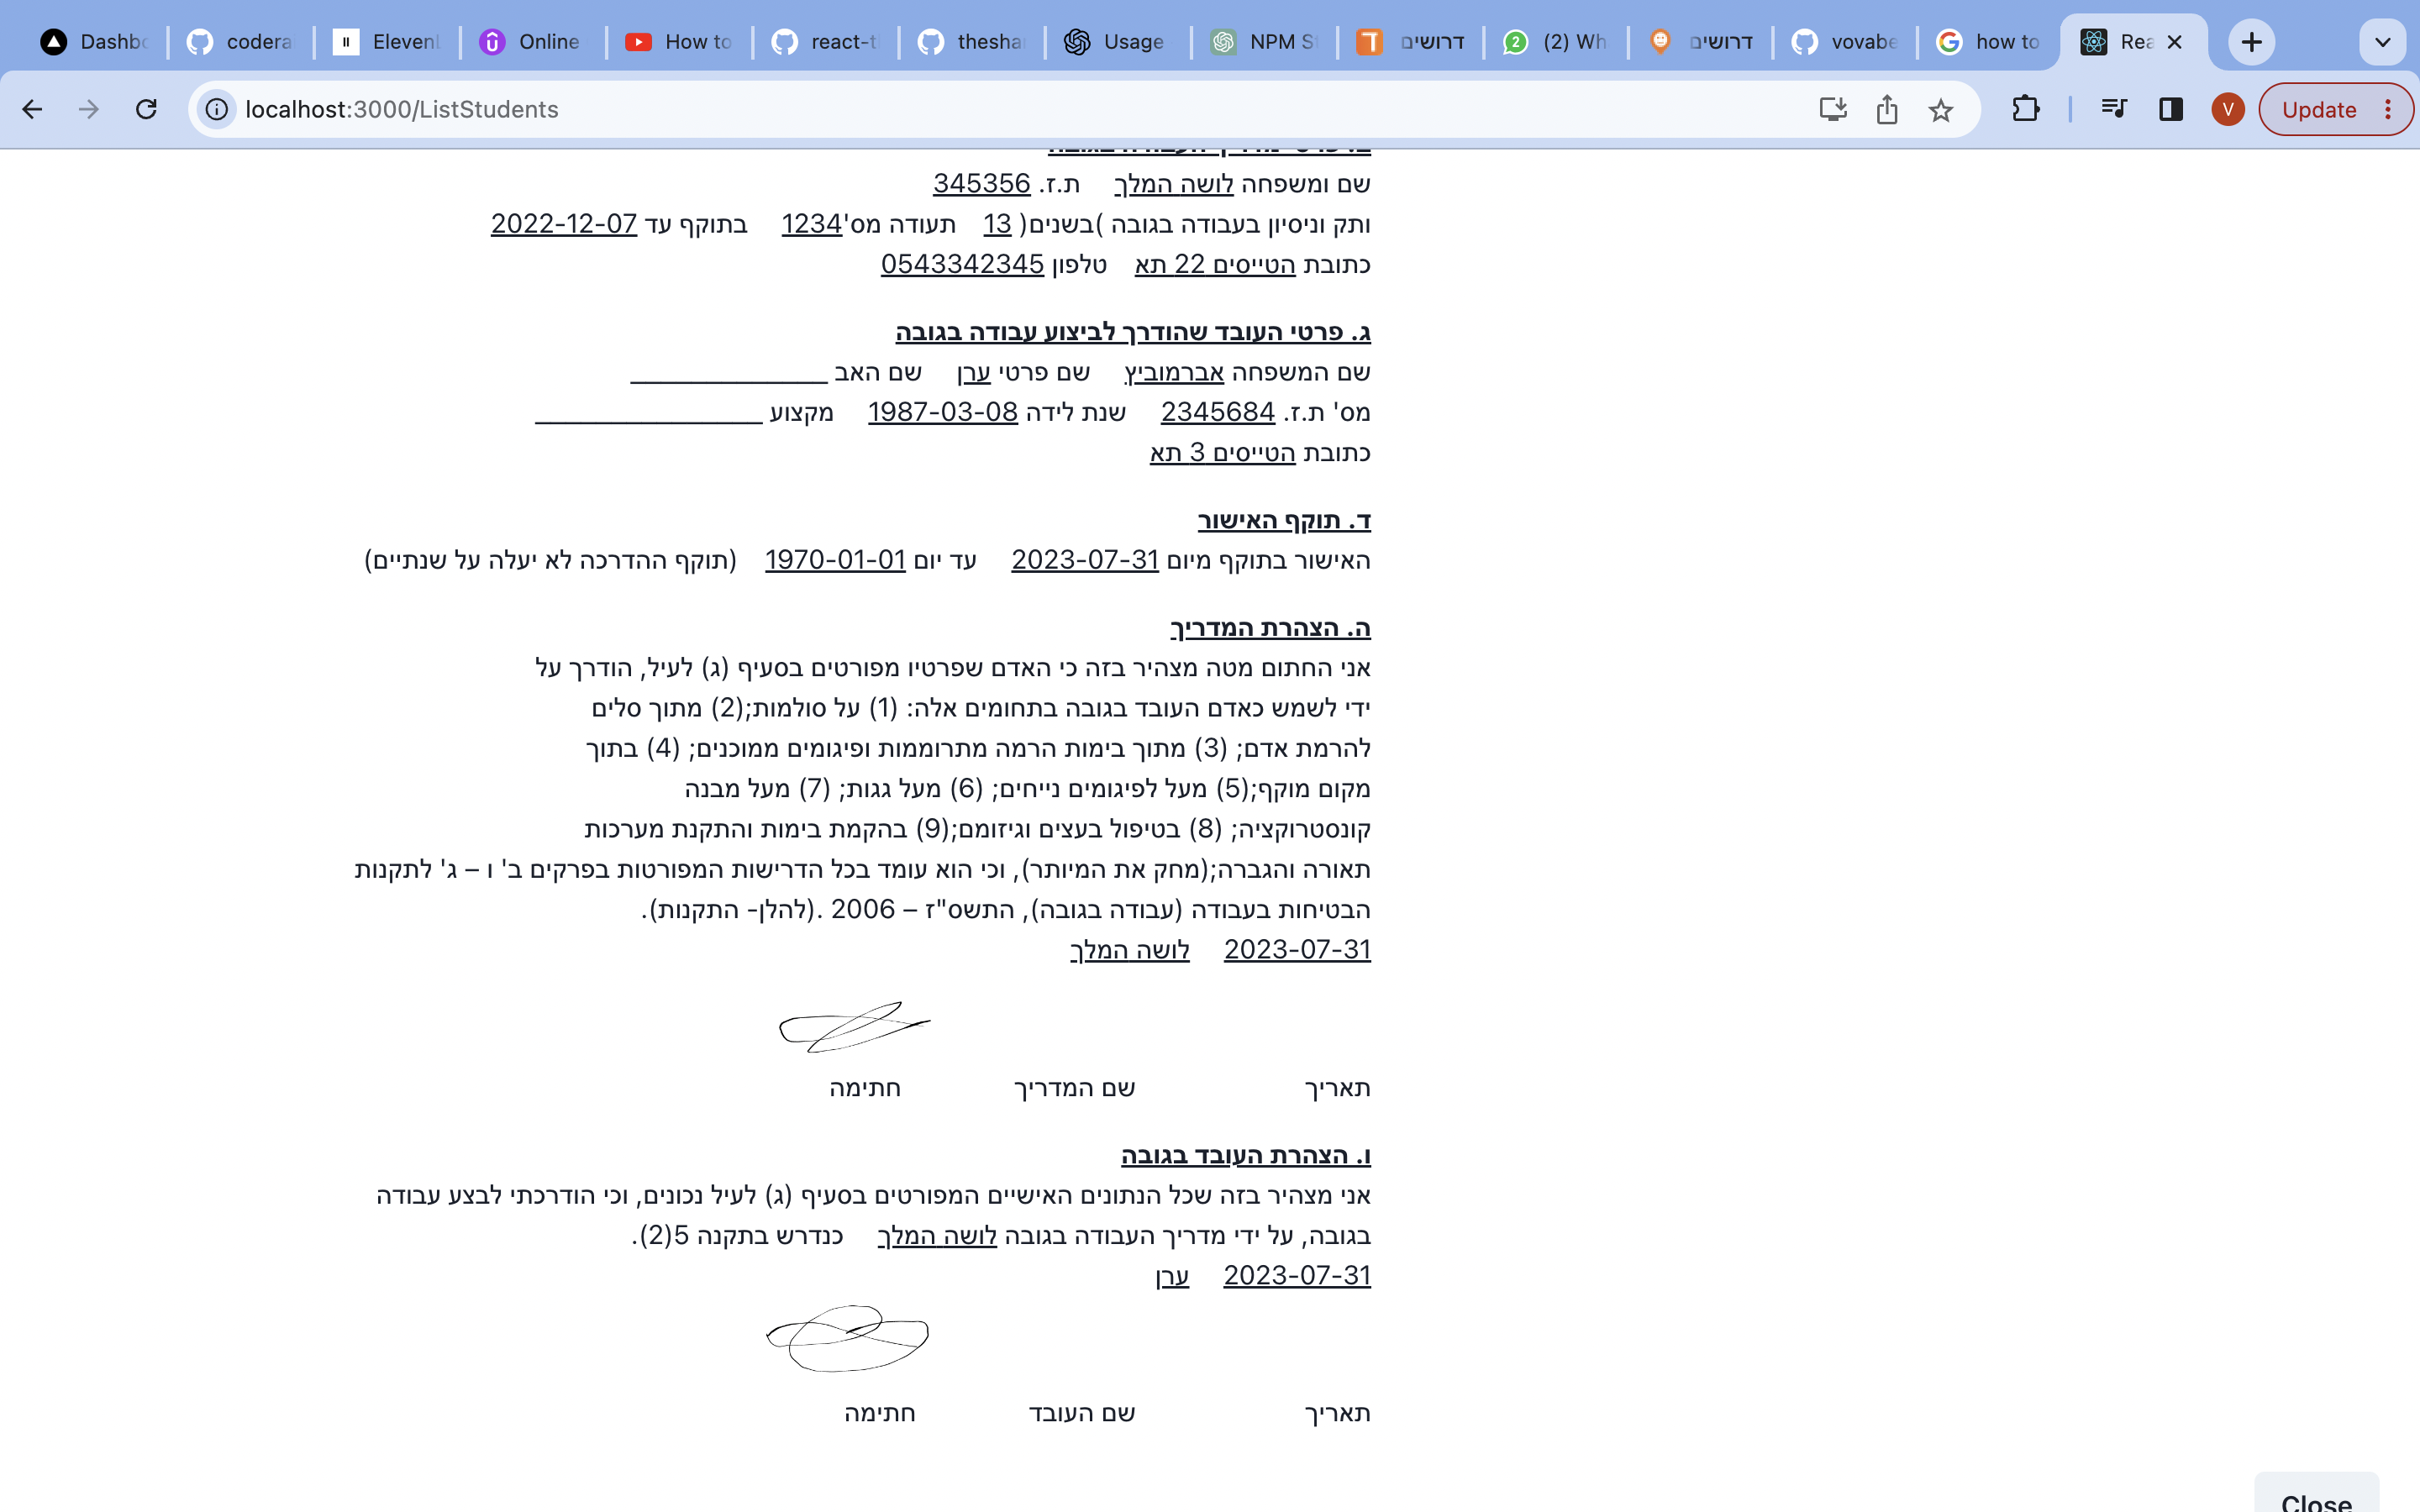 Dashbo
codera
ElevenL
Online
How to
react-ti
theshar
Usage
NPM S
דרושים
(2) Wh
דרושים
vovabe
how to
Rea
localhost:3000/ListStudents
Update
שם ומשפחה לושה המלך ת.ז. 345356
ותק וניסיון בעבודה בגובה )בשנים( 13 תעודה מס'1234 בתוקף עד 2022-12-07
כתובת הטייסים 22 תא טלפון 0543342345
ג. פרטי העובד שהודרך לביצוע עבודה בגובה
שם המשפחה אברמוביץ שם פרטי ערן שם האב _____________
מס' ת.ז. 2345684 שנת לידה 1987-03-08 מקצוע _______________
כתובת הטייסים 3 תא
ד. תוקף האישור
האישור בתוקף מיום 2023-07-31 עד יום 1970-01-01 (תוקף ההדרכה לא יעלה על שנתיים)
ה. הצהרת המדריך
אני החתום מטה מצהיר בזה כי האדם שפרטיו מפורטים בסעיף (ג) לעיל, הודרך על
ידי לשמש כאדם העובד בגובה בתחומים אלה: (1) על סולמות;(2) מתוך סלים
להרמת אדם; (3) מתוך בימות הרמה מתרוממות ופיגומים ממוכנים; (4) בתוך
מקום מוקף;(5) מעל לפיגומים נייחים; (6) מעל גגות; (7) מעל מבנה
קונסטרוקציה; (8) בטיפול בעצים וגיזומם;(9) בהקמת בימות והתקנת מערכות
תאורה והגברה;(מחק את המיותר), וכי הוא עומד בכל הדרישות המפורטות בפרקים ב' ו – ג' לתקנות
הבטיחות בעבודה (עבודה בגובה), התשס"ז – 2006 .(להלן- התקנות).
2023-07-31 לושה המלך
תאריך שם המדריך חתימה
ו. הצהרת העובד בגובה
אני מצהיר בזה שכל הנתונים האישיים המפורטים בסעיף (ג) לעיל נכונים, וכי הודרכתי לבצע עבודה
בגובה, על ידי מדריך העבודה בגובה לושה המלך כנדרש בתקנה 5(2).
2023-07-31 ערן
תאריך שם העובד חתימה
Close